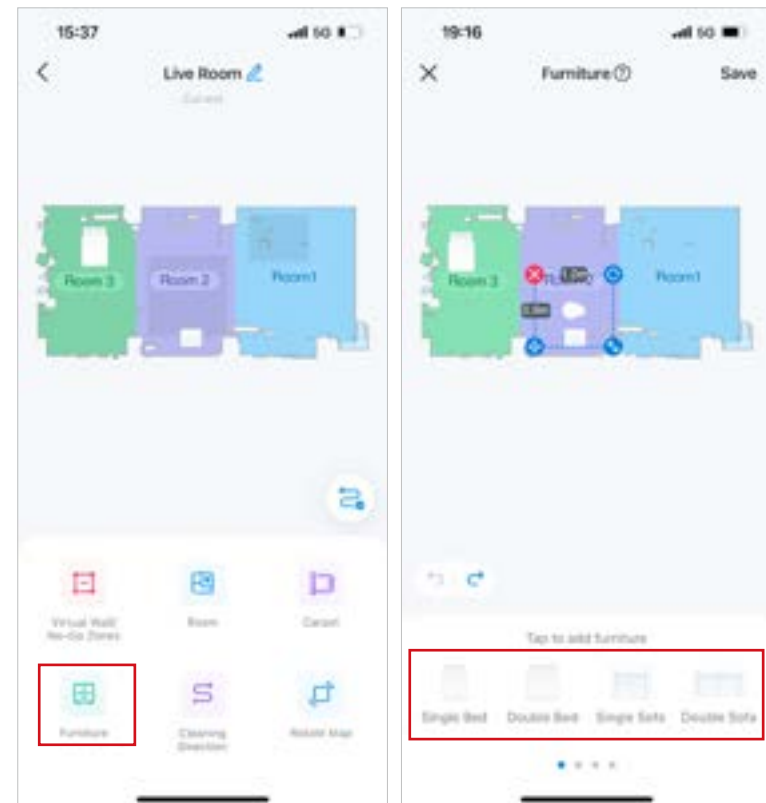 15:37
5G
Live Room
Current
Room 3
Room 2
Room1
Virtual Wall/
No-Go Zones
Room
Carpet
Furniture
Cleaning
Direction
Rotate Map
19:16
5G
Furniture
Save
Room 3
Room1
Tap to add furniture
Single Bed
Double Bed
Single Sofa
Double Sofa